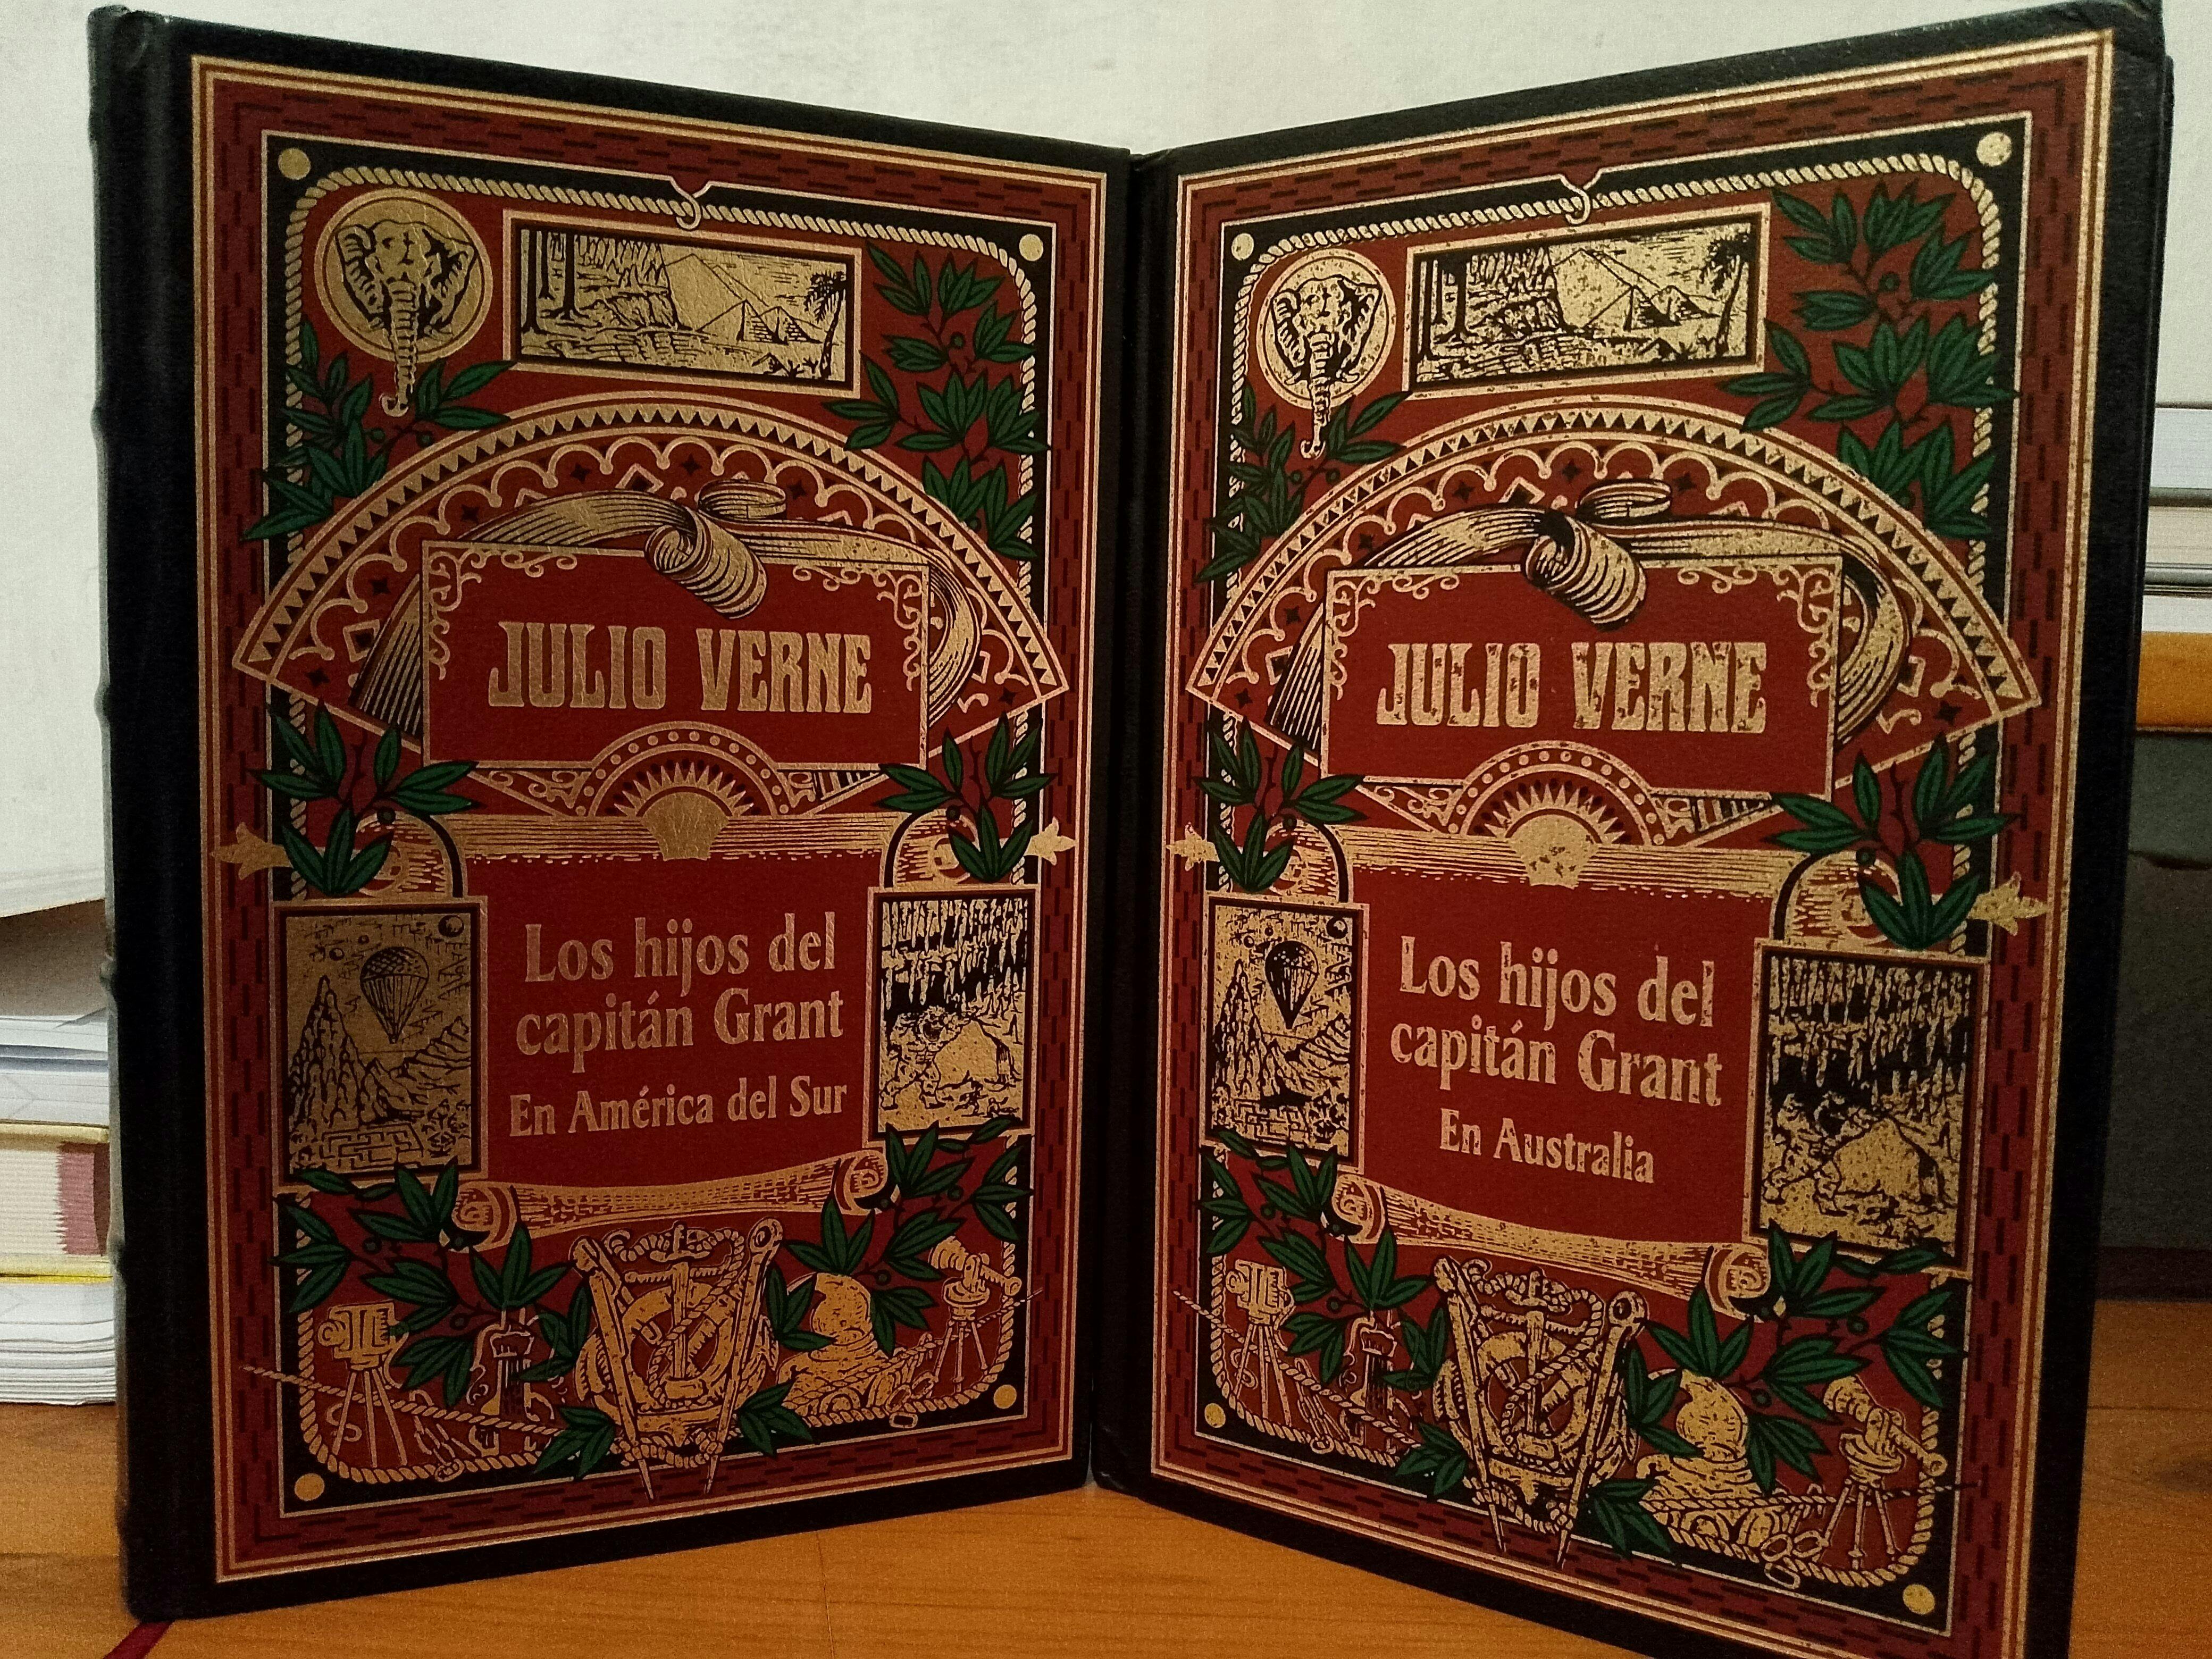 JULIO VERNE
Los hijos del
capitán Grant
En América del Sur
JULIO VERNE
Los hijos del
capitán Grant
En Australia